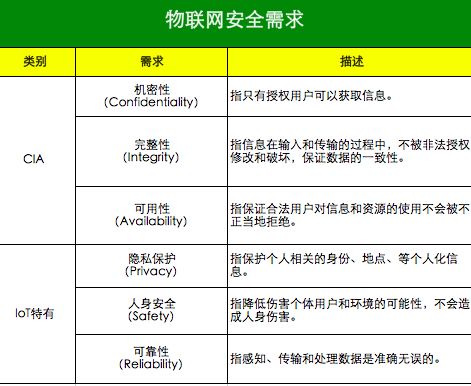 物联网安全需求
类别 需求 描述
CIA
机密性
(Confidentiality)
指只有授权用户可以获取信息。
完整性
(Integrity)
指信息在输入和传输的过程中，不被非法授权
修改和破坏，保证数据的一致性。
可用性
(Availability)
指保证合法用户对信息和资源的使用不会被不
正当地拒绝。
IoT特有
隐私保护
(Privacy)
指保护个人相关的身份、地点、等个人化信
息。
人身安全
(Safety)
指降低伤害个体用户和环境的可能性，不会造
成人身伤害。
可靠性
(Reliability)
指感知、传输和处理数据是准确无误的。